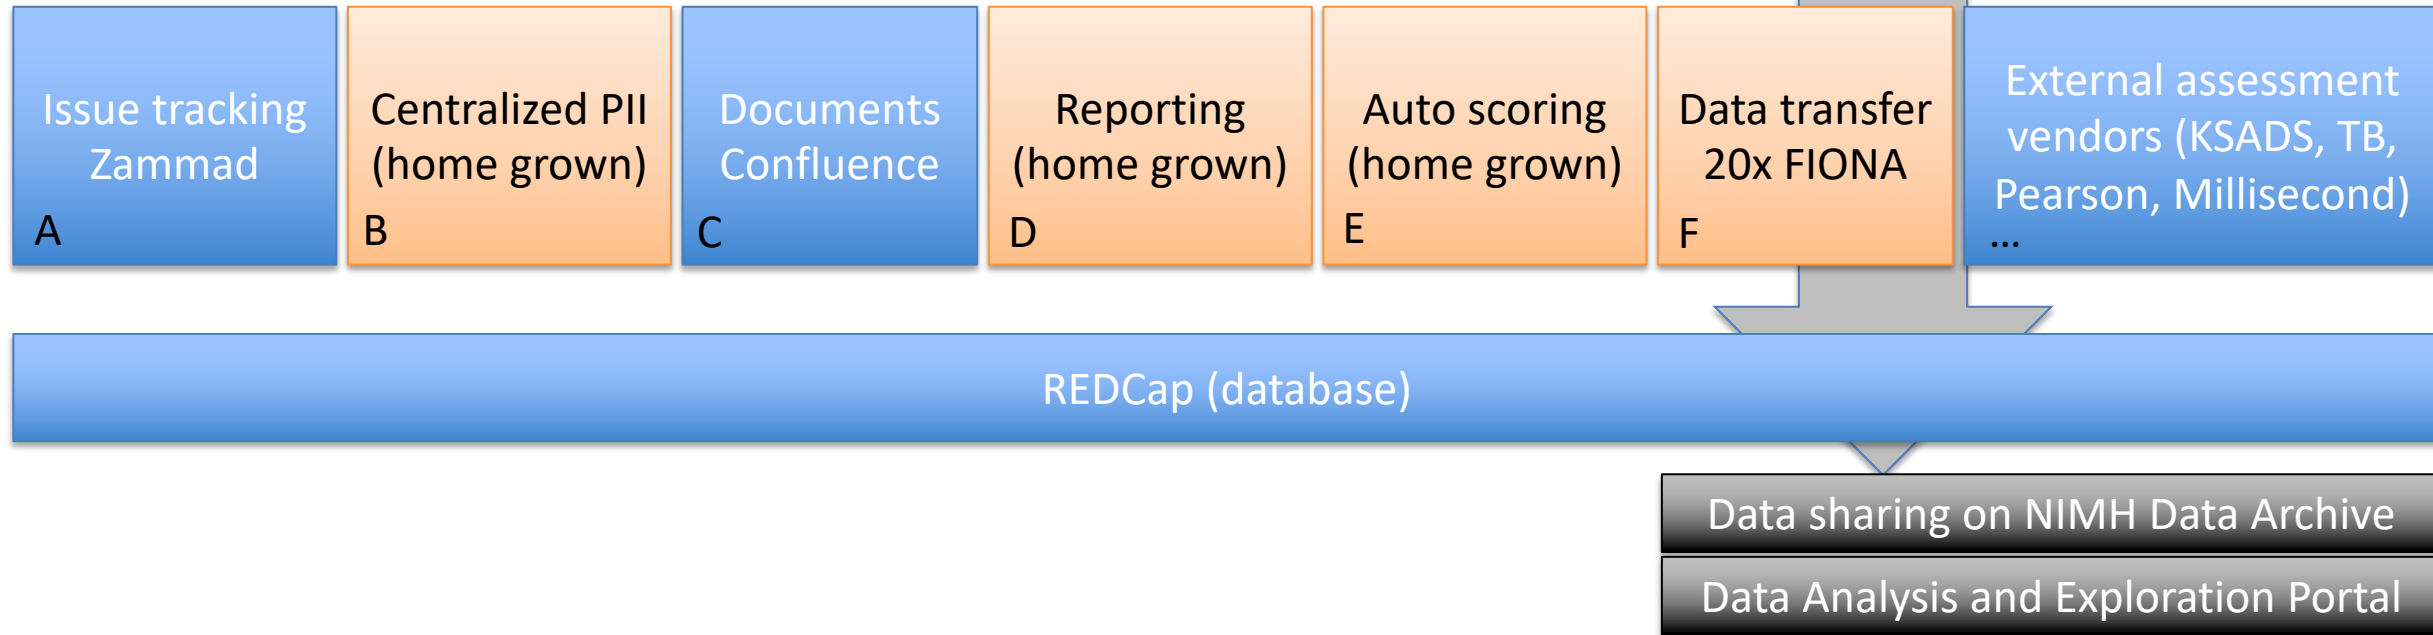 Issue tracking
Zammad
A
Centralized PII
(home grown)
B
Documents
Confluence
C
Reporting
(home grown)
D
Auto scoring
(home grown)
E
Data transfer
20x FIONA
F
External assessment
vendors (KSADS, TB,
Pearson, Millisecond)
...
REDCap (database)
Data sharing on NIMH Data Archive
Data Analysis and Exploration Portal